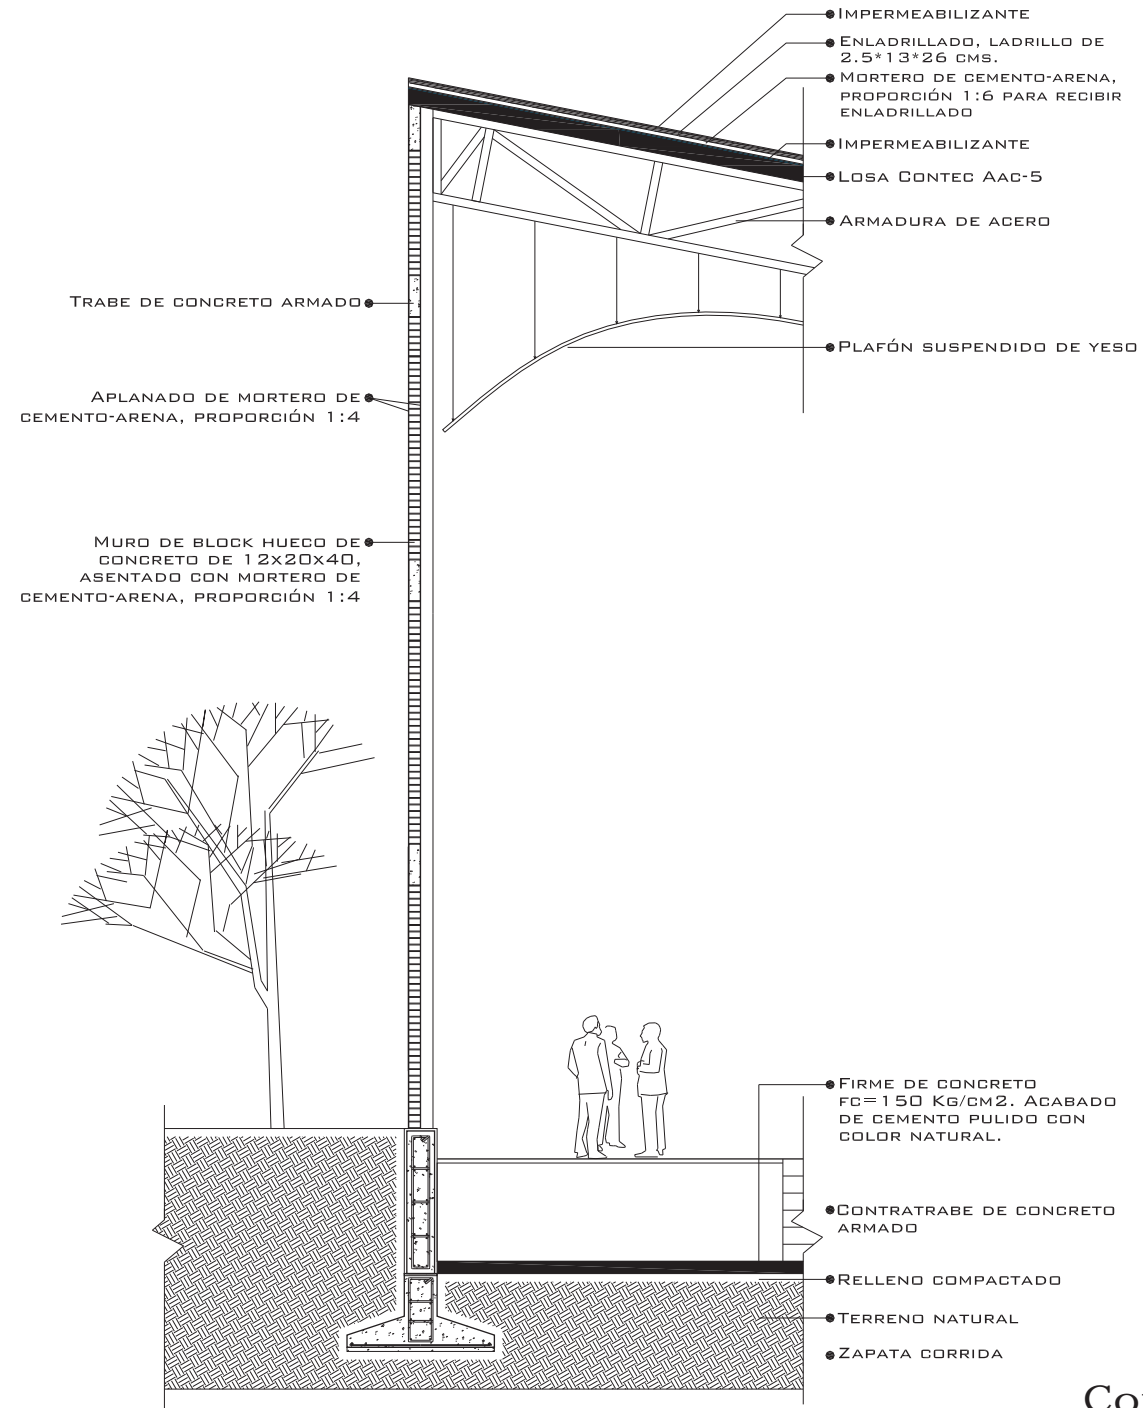 IMPERMEABILIZANTE
ENLADRILLADO, LADRILLO DE
2.5*13*26 CMS.
MORTERO DE CEMENTO-ARENA,
PROPORCIÓN 1:6 PARA RECIBIR
ENLADRILLADO
IMPERMEABILIZANTE
LOSA CONTEC AAC-5
ARMADURA DE ACERO
TRABE DE CONCRETO ARMADO
PLAFÓN SUSPENDIDO DE YESO
APLANADO DE MORTERO DE
CEMENTO-ARENA, PROPORCIÓN 1:4
MURO DE BLOCK HUECO DE
CONCRETO DE 12X20X40,
ASENTADO CON MORTERO DE
CEMENTO-ARENA, PROPORCIÓN 1:4
FIRME DE CONCRETO
FC=150 KG/CM2. ACABADO
DE CEMENTO PULIDO CON
COLOR NATURAL.
CONTRATRABE DE CONCRETO
ARMADO
RELLENO COMPACTADO
TERRENO NATURAL
ZAPATA CORRIDA